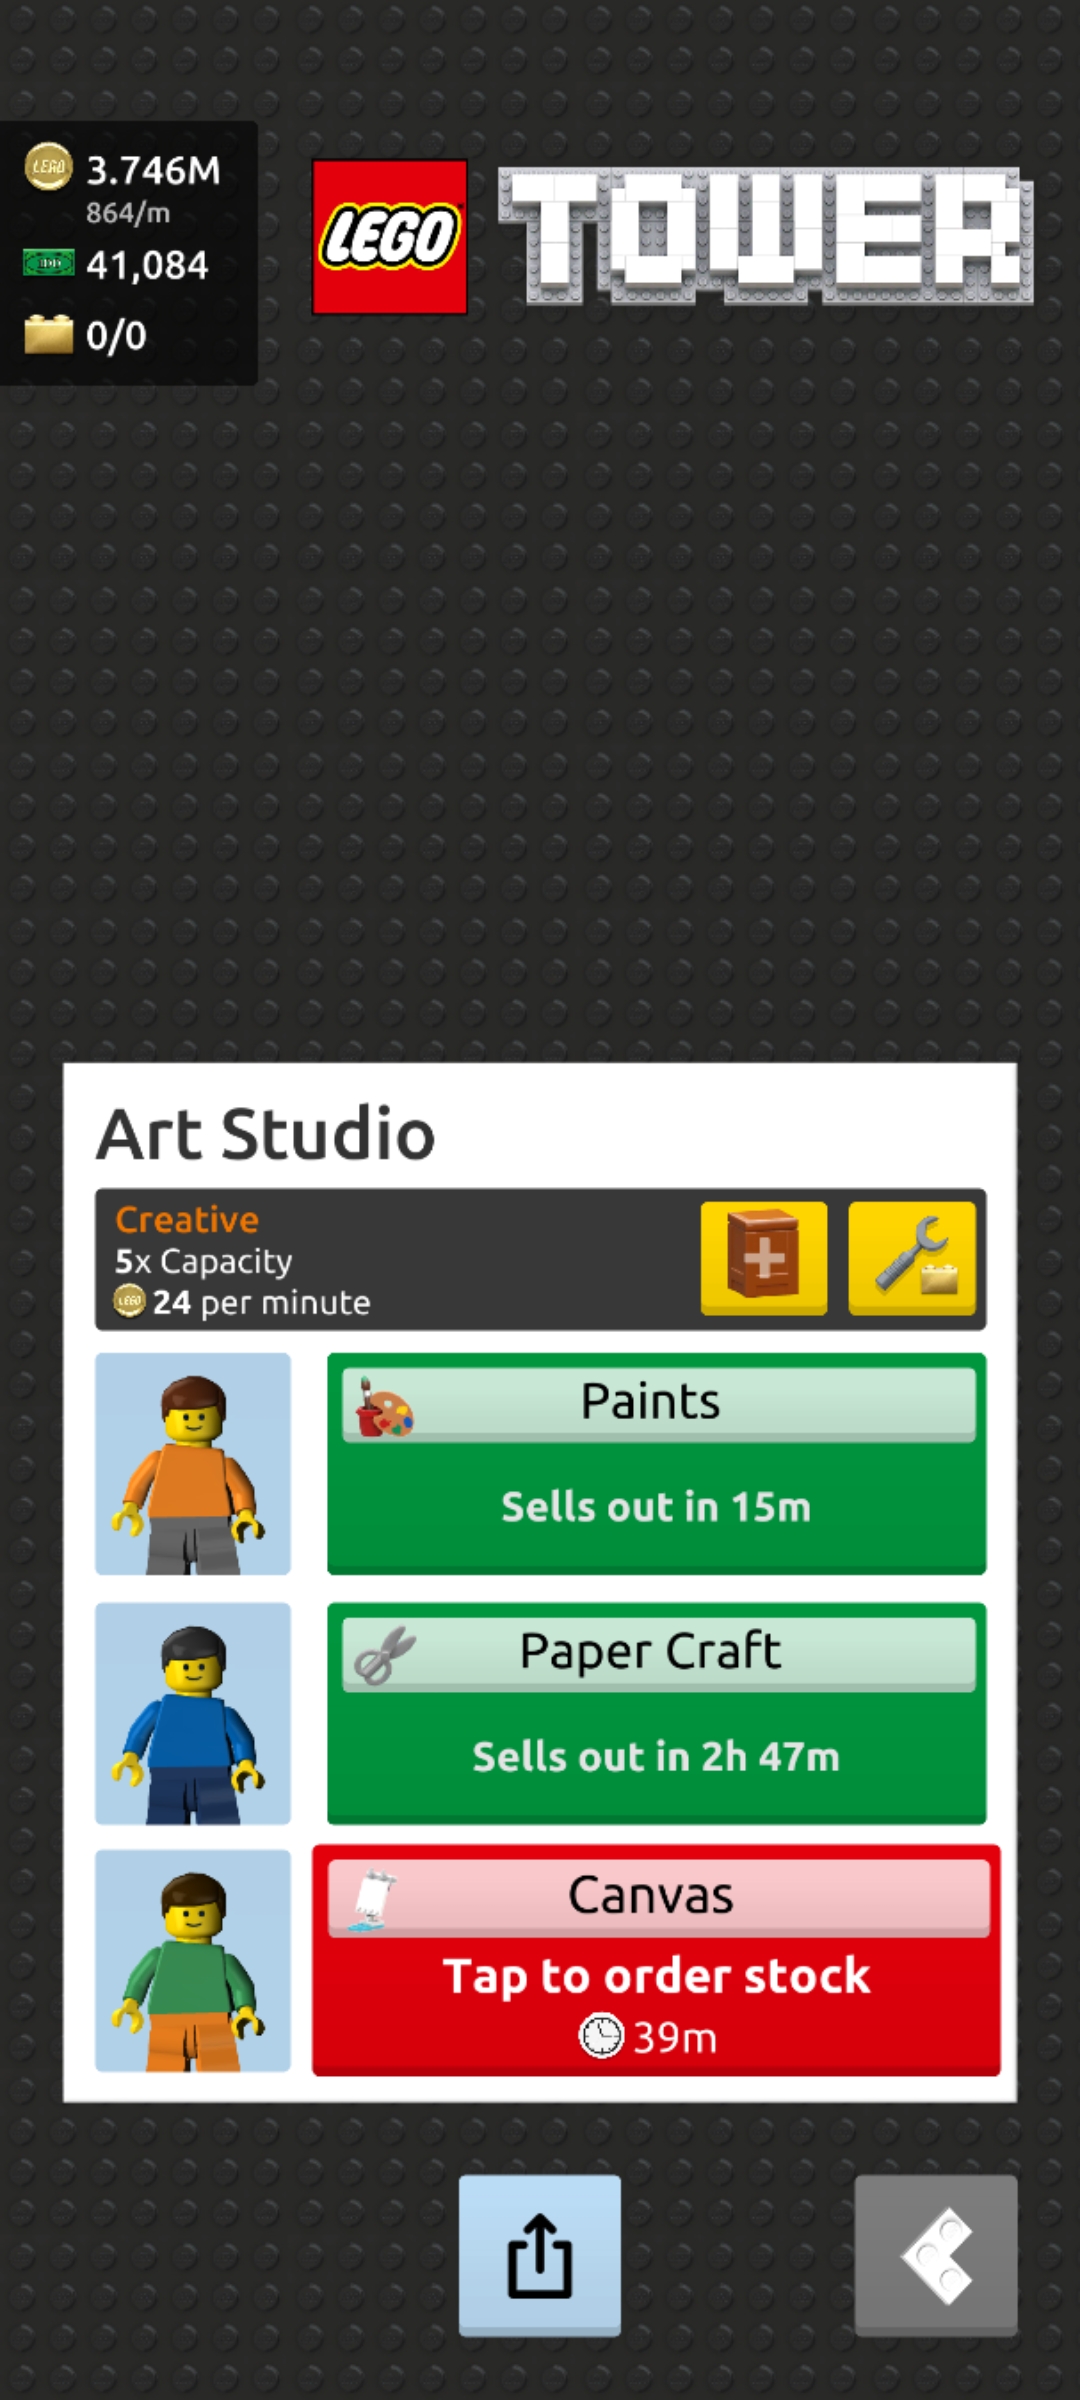 3.746M
864/m
41,084
0/0
LEGO
TOWER
Art Studio
Creative
5x Capacity
24 per minute
Paints
Sells out in 15m
Paper Craft
Sells out in 2h 47m
Canvas
Tap to order stock
39m